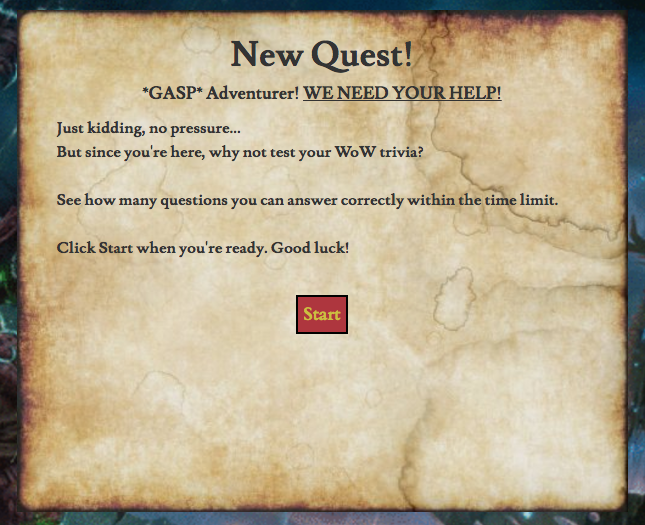 New Quest!
*GASP* Adventurer! WE NEED YOUR HELP!
Just kidding, no pressure...
But since you're here, why not test your WoW trivia?
See how many questions you can answer correctly within the time limit.
Click Start when you're ready. Good luck!
Start